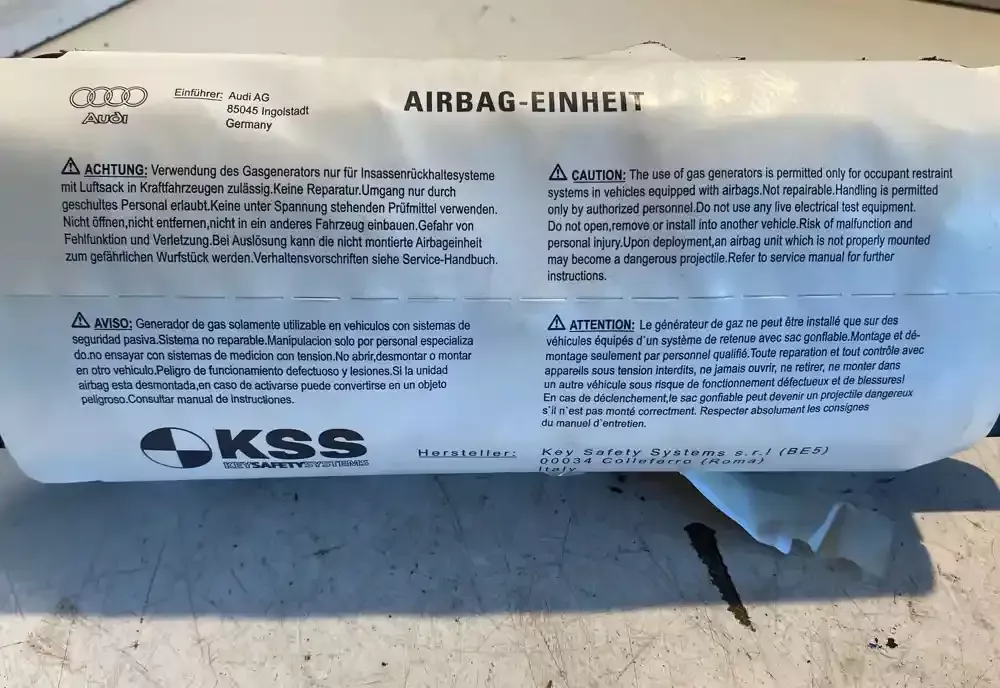 Audi
Einführer: Audi AG
85045 Ingolstadt
Germany
AIRBAG-EINHEIT
⚠ ACHTUNG: Verwendung des Gasgenerators nur für Insassenrückhaltesysteme
mit Luftsack in Kraftfahrzeugen zulässig.Keine Reparatur.Umgang nur durch
geschultes Personal erlaubt.Keine unter Spannung stehenden Prüfmittel verwenden.
Nicht öffnen,nicht entfernen,nicht in ein anderes Fahrzeug einbauen.Gefahr von
Fehlfunktion und Verletzung.Bei Auslösung kann die nicht montierte Airbageinheit
zum gefährlichen Wurfstück werden.Verhaltensvorschriften siehe Service-Handbuch.
⚠ CAUTION: The use of gas generators is permitted only for occupant restraint
systems in vehicles equipped with airbags.Not repairable.Handling is permitted
only by authorized personnel.Do not use any live electrical test equipment.
Do not open,remove or install into another vehicle.Risk of malfunction and
personal injury.Upon deployment,an airbag unit which is not properly mounted
may become a dangerous projectile.Refer to service manual for further
instructions.
⚠ AVISO: Generador de gas solamente utilizable en vehiculos con sistemas de
seguridad pasiva.Sistema no reparable.Manipulacion solo por personal especializa
do.no ensayar con sistemas de medicion con tension.No abrir,desmontar o montar
en otro vehiculo.Peligro de funcionamiento defectuoso y lesiones.Si la unidad
airbag esta desmontada,en caso de activarse puede convertirse en un objeto
peligroso.Consultar manual de instructiones.
⚠ ATTENTION: Le générateur de gaz ne peut être installé que sur des
véhicules équipés d'un système de retenue avec sac gonflable.Montage et dé-
montage seulement par personnel qualifié.Toute reparation et tout contrôle avec
appareils sous tension interdits, ne jamais ouvrir, ne retirer, ne monter dans
un autre véhicule sous risque de fonctionnement défectueux et de blessures!
En cas de déclenchement,le sac gonflable peut devenir un projectile dangereux
s'il n'est pas monté correctment. Respecter absolument les consignes
du manuel d'entretien.
KSS
KEYSAFETYSYSTEMS
Hersteller: Key Safety Systems s.r.l (BE5)
00034 Colleferro (Roma)
Italy